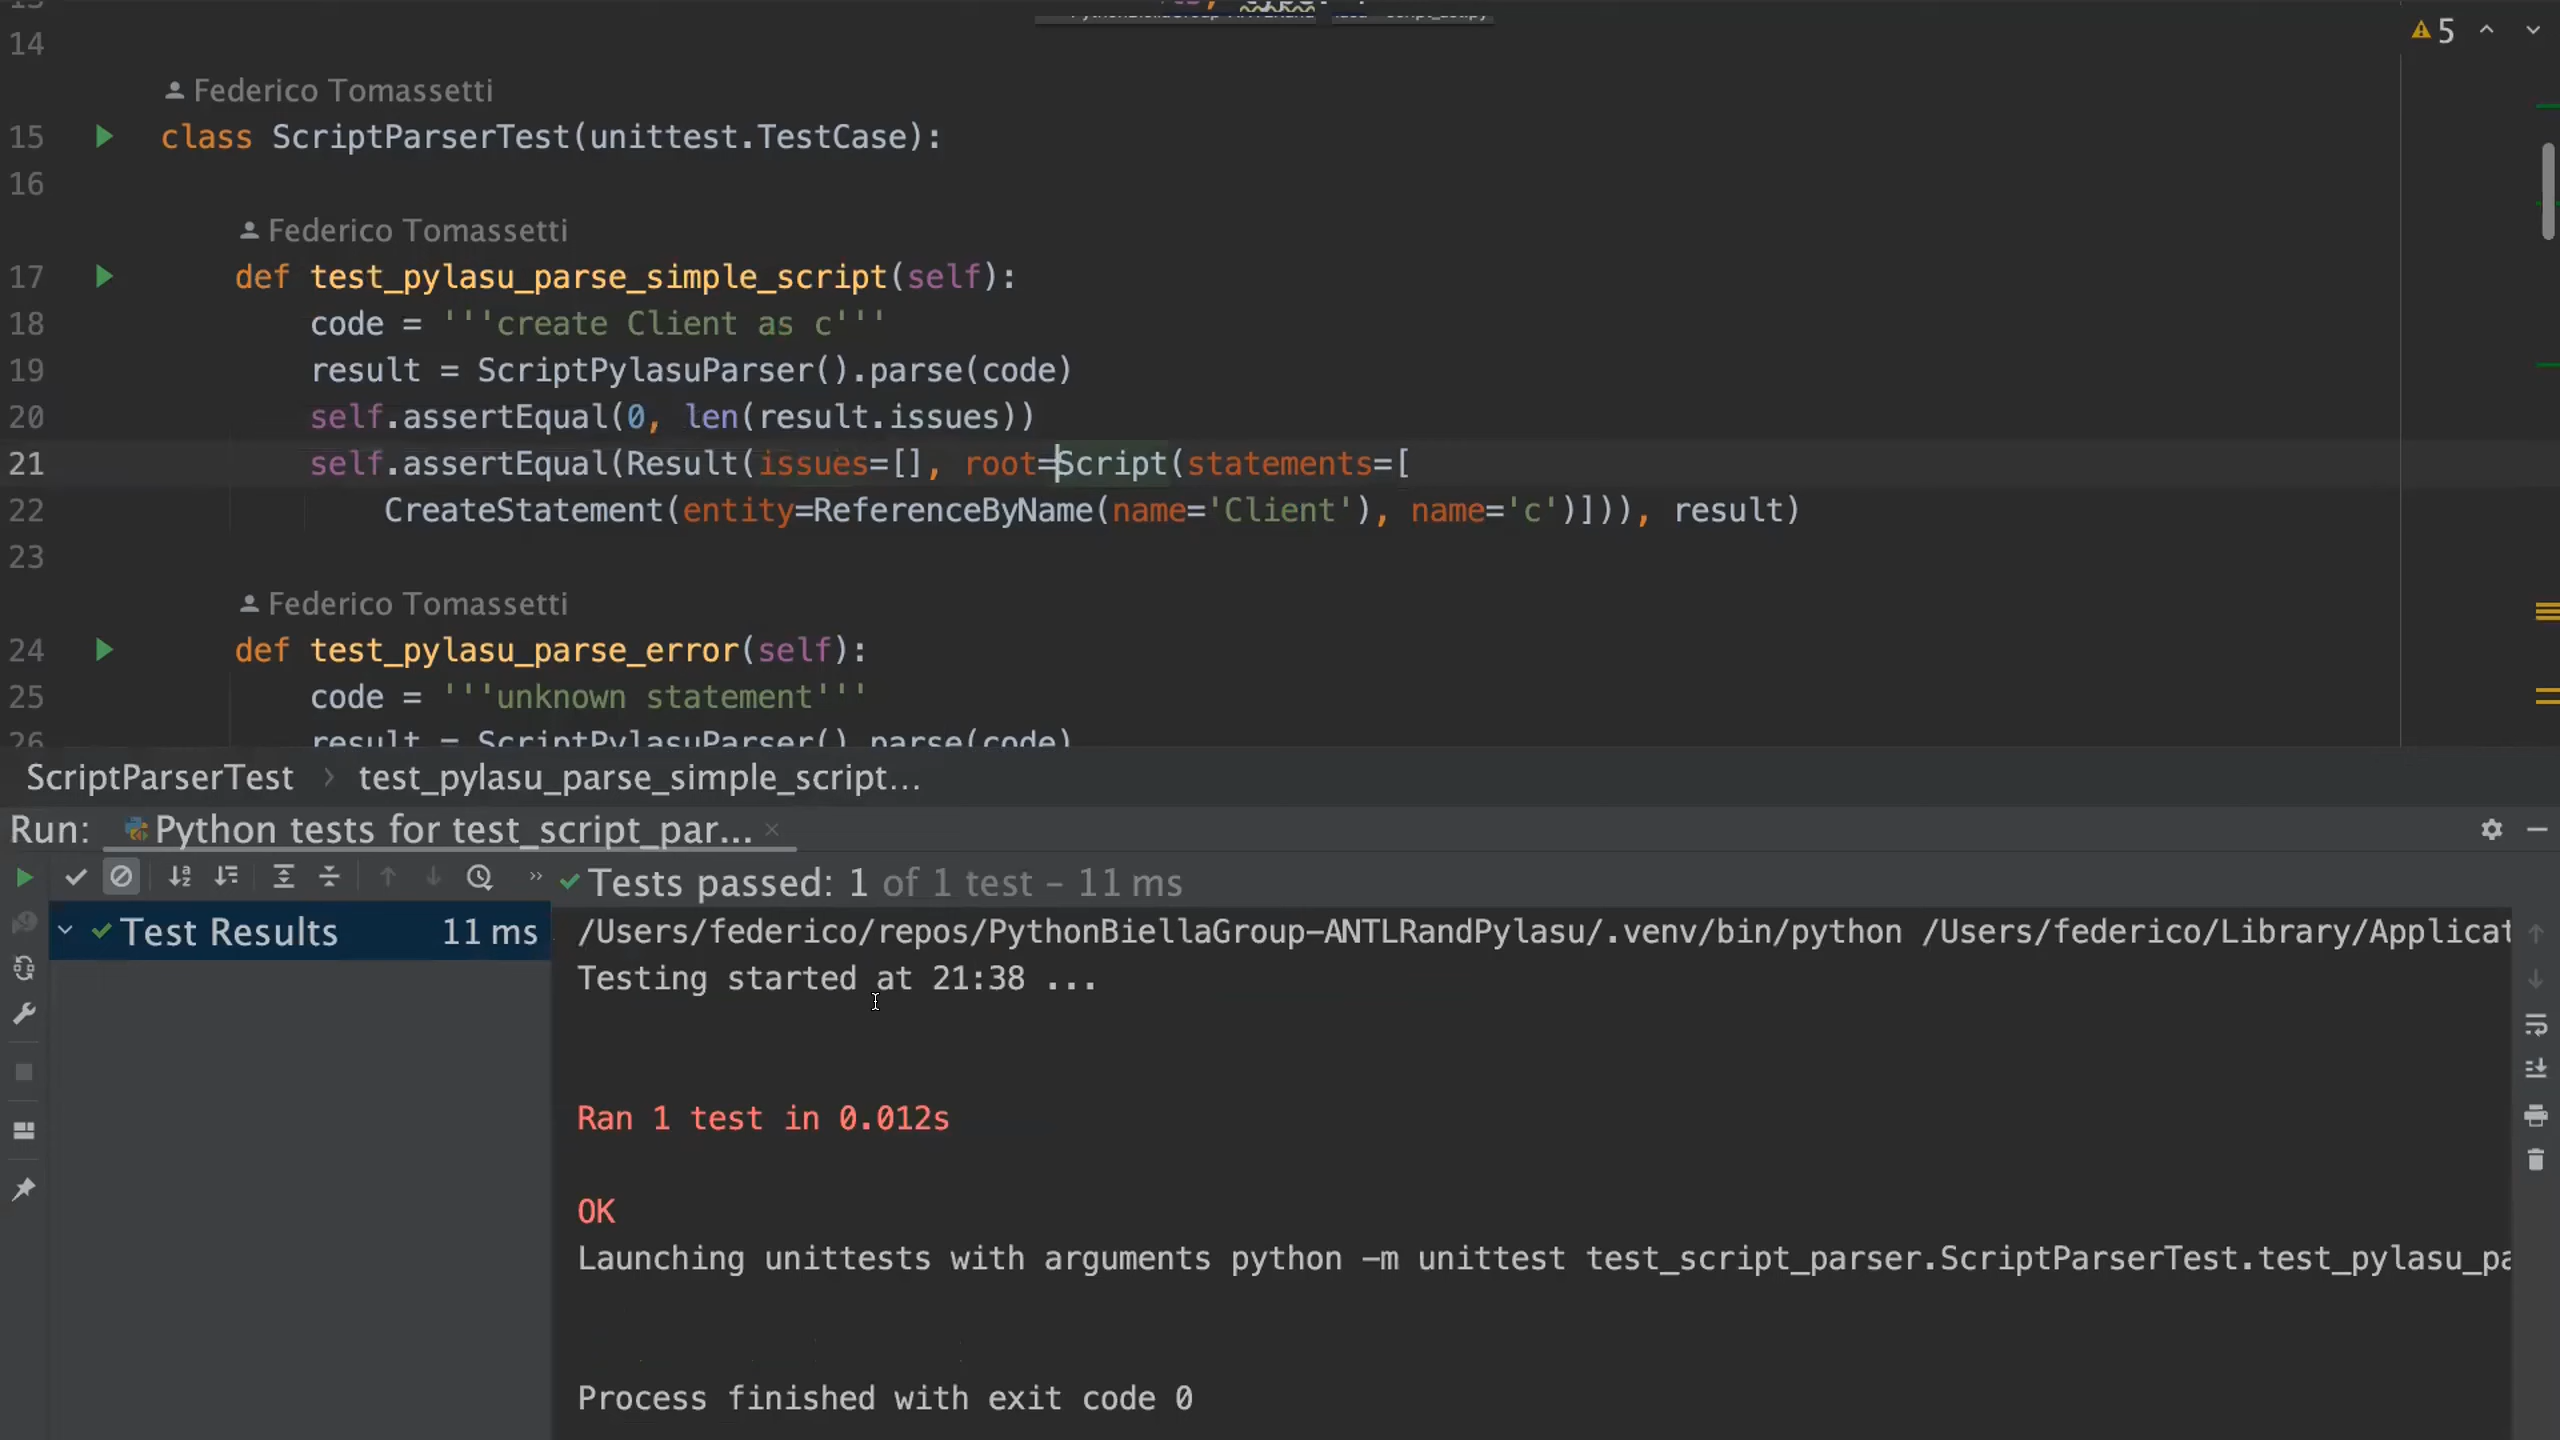 14
Federico Tomassetti
15 class ScriptParserTest(unittest.TestCase):
16
Federico Tomassetti
17 def test_pylasu_parse_simple_script(self):
18 code = '''create Client as c'''
19 result = ScriptPylasuParser().parse(code)
20 self.assertEqual(0, len(result.issues))
21 self.assertEqual(Result(issues=[], root=Script(statements=[
22 CreateStatement(entity=ReferenceByName(name='Client'), name='c')])), result)
23
Federico Tomassetti
24 def test_pylasu_parse_error(self):
25 code = '''unknown statement'''
26 result = ScriptPylasuParser().parse(code)
5
ScriptParserTest › test_pylasu_parse_simple_script...
Run: Python tests for test_script_par... ×
Tests passed: 1 of 1 test – 11 ms
Test Results 11 ms
/Users/federico/repos/PythonBiellaGroup-ANTLRandPylasu/.venv/bin/python /Users/federico/Library/Applicat
Testing started at 21:38 ...
Ran 1 test in 0.012s
OK
Launching unittests with arguments python -m unittest test_script_parser.ScriptParserTest.test_pylasu_pa
Process finished with exit code 0